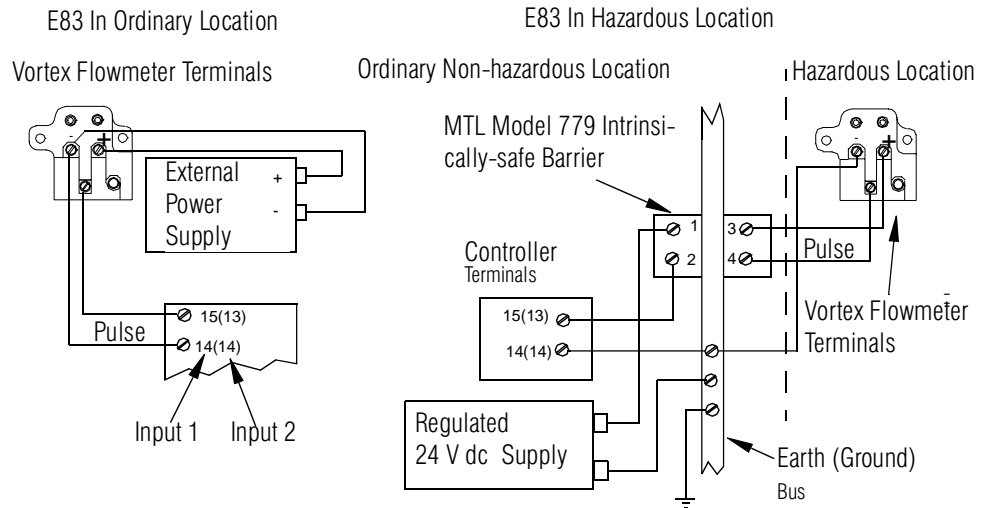 E83 In Ordinary Location
Vortex Flowmeter Terminals
-
+
External
Power
Supply
+
-
Pulse
15(13)
14(14)
Input 1
Input 2
E83 In Hazardous Location
Ordinary Non-hazardous Location
Hazardous Location
MTL Model 779 Intrinsi-
cally-safe Barrier
-
+
1
2
3
4
Pulse
Controller
Terminals
15(13)
14(14)
Vortex Flowmeter
Terminals
Regulated
24 V dc Supply
Earth (Ground)
Bus